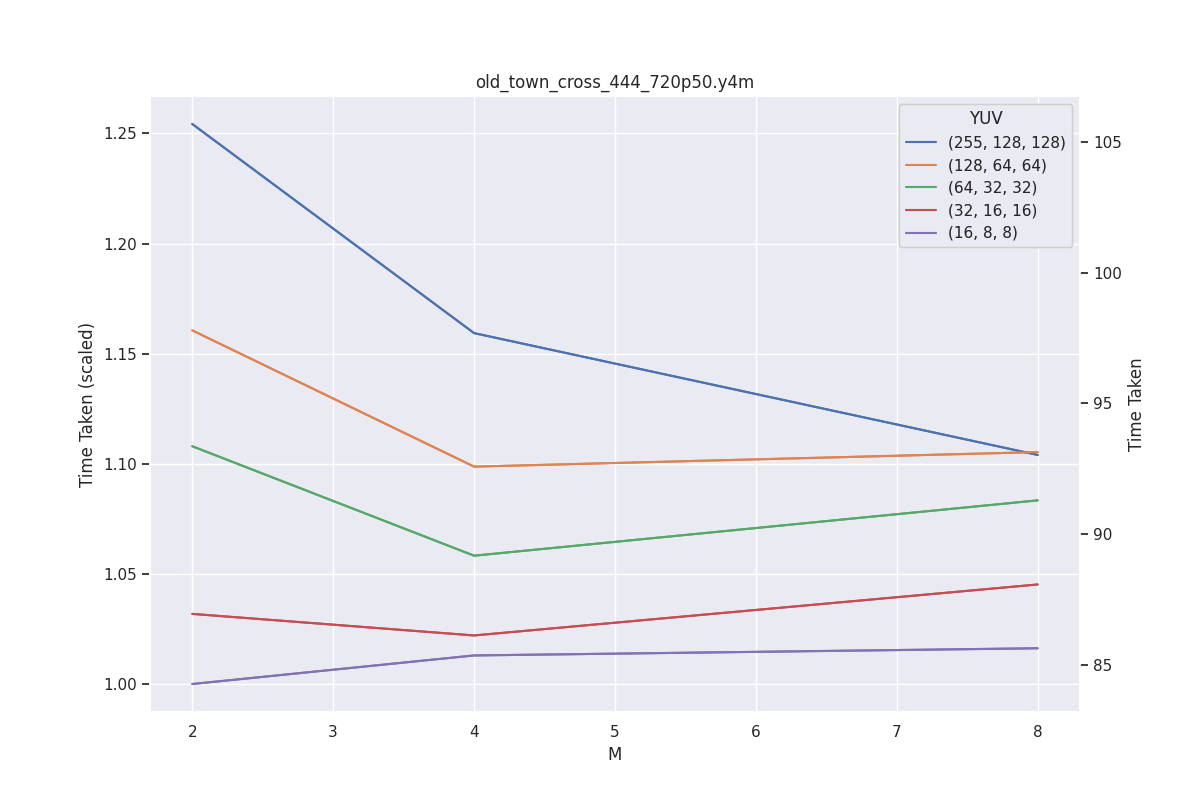 old_town_cross_444_720p50.y4m
YUV
(255, 128, 128)
(128, 64, 64)
(64, 32, 32)
(32, 16, 16)
(16, 8, 8)
Time Taken (scaled)
1.25
1.20
1.15
1.10
1.05
1.00
105
100
95
90
85
Time Taken
2 3 4 5 6 7 8
M